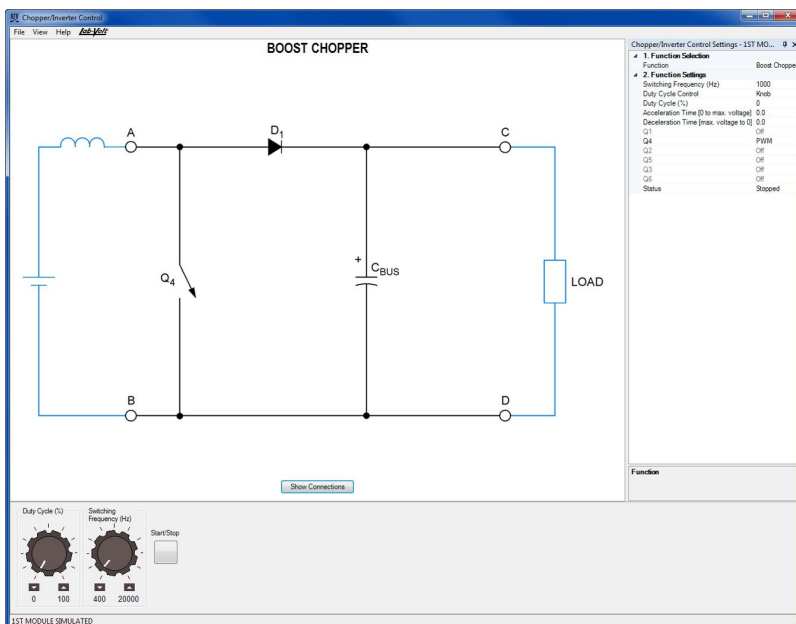 Chopper/Inverter Control
File View Help Lab-Volt
BOOST CHOPPER
A
D1
C
Q4
+
CBUS
LOAD
B
D
Show Connections
Chopper/Inverter Control Settings - 1ST MO...
1. Function Selection
Function Boost Choppe
2. Function Settings
Switching Frequency (Hz) 1000
Duty Cycle Control Knob
Duty Cycle (%) 0
Acceleration Time [0 to max. voltage] 0.0
Deceleration Time [max. voltage to 0] 0.0
Q1 Off
Q4 PWM
Q2 Off
Q5 Off
Q3 Off
Q6 Off
Status Stopped
Function
Duty Cycle (%)
0 100
Switching
Frequency (Hz)
400 20000
Start/Stop
1ST MODULE SIMULATED